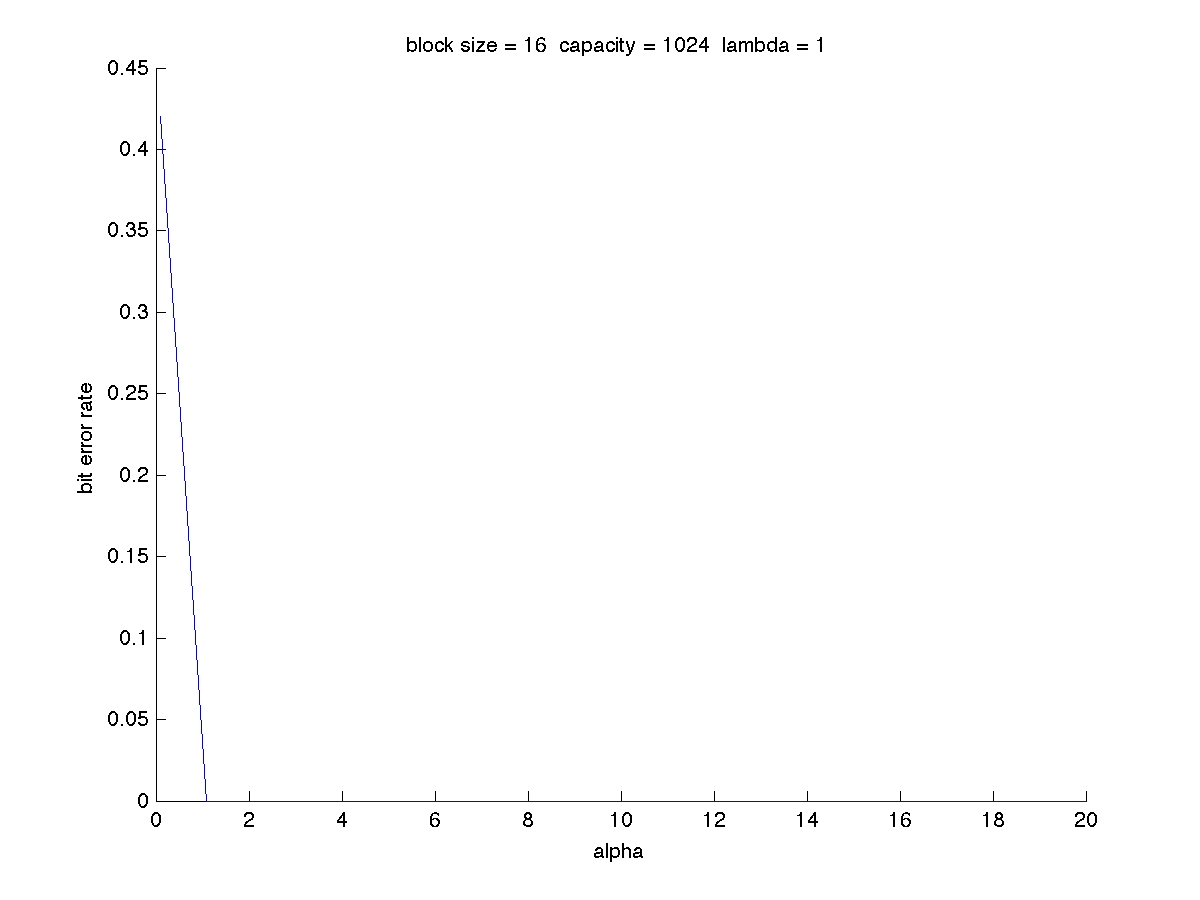 block size = 16 capacity = 1024 lambda = 1
0.45
0.4
0.35
0.3
0.25
0.2
0.15
0.1
0.05
0
bit error rate
0 2 4 6 8 10 12 14 16 18 20
alpha